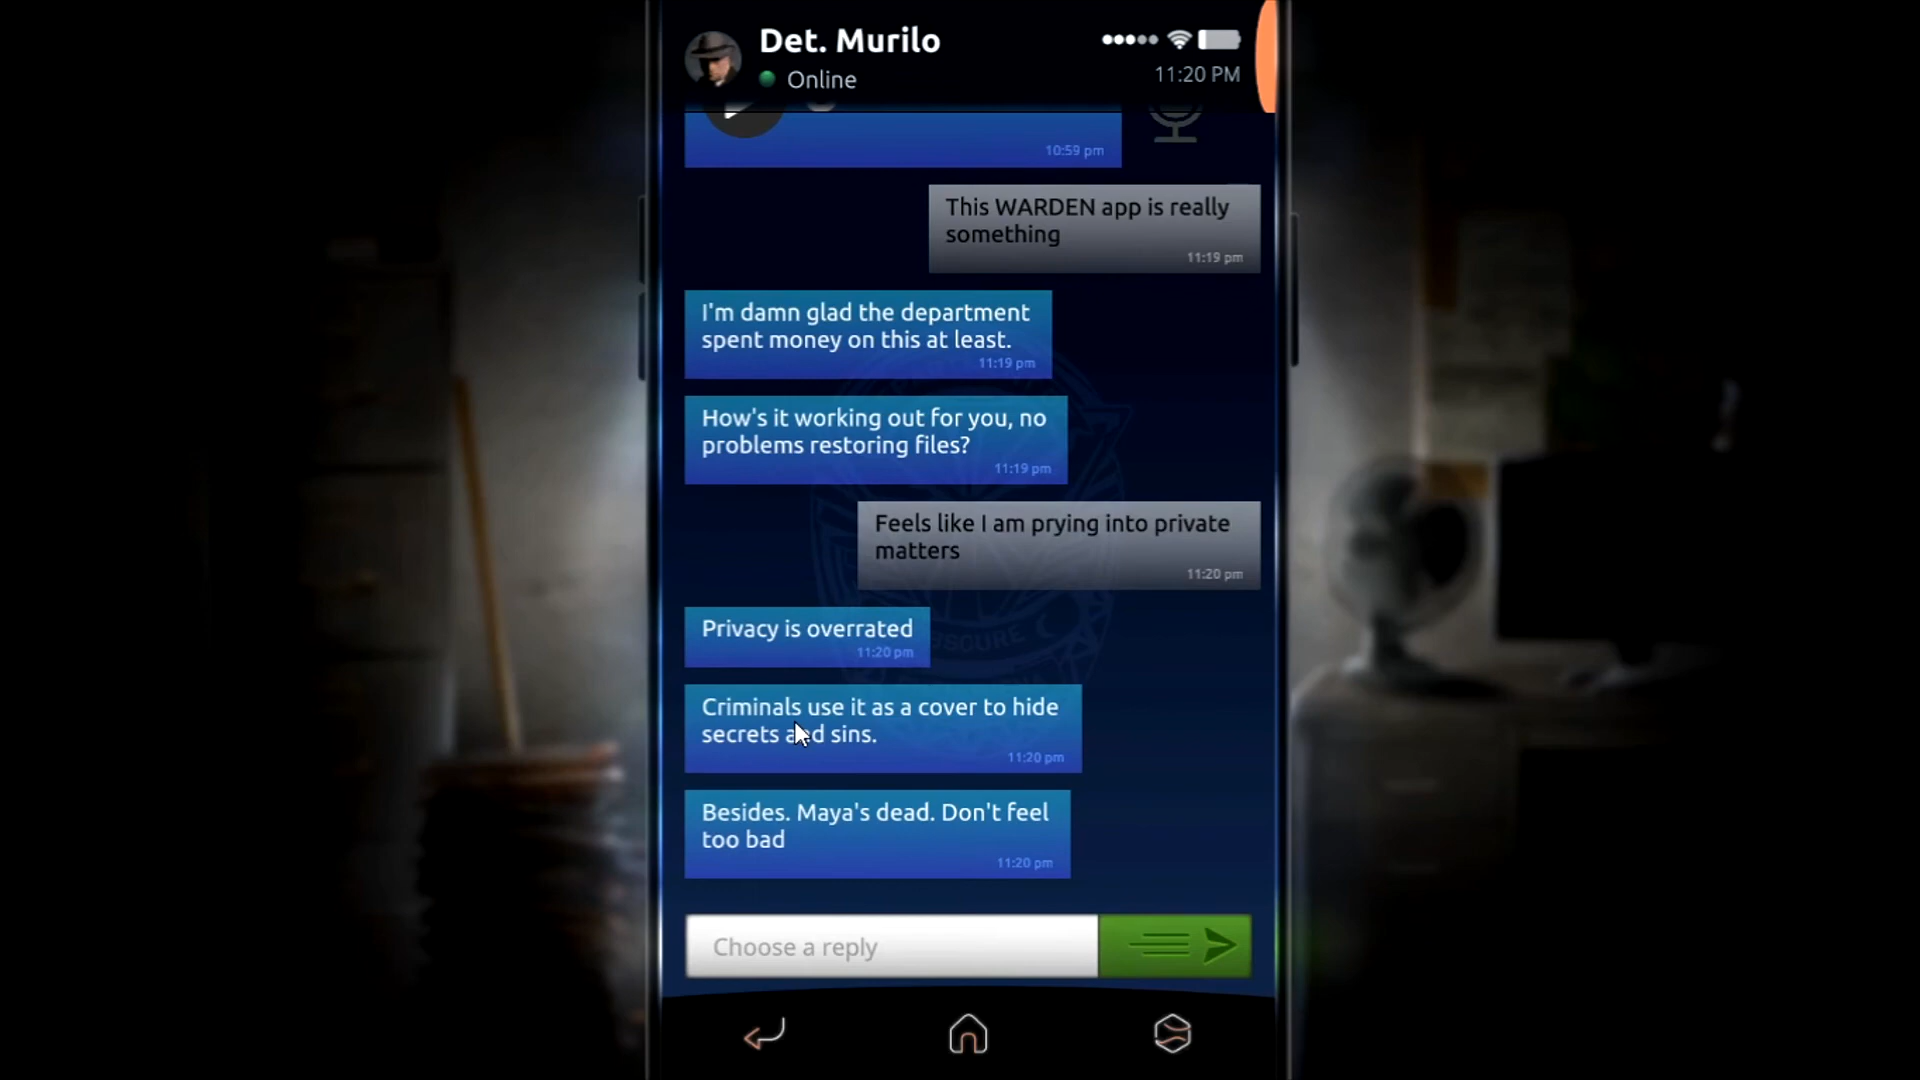 Det. Murilo
Online
11:20 PM
10:59 pm
This WARDEN app is really
something
11:19 pm
I'm damn glad the department
spent money on this at least.
11:19 pm
How's it working out for you, no
problems restoring files?
11:19 pm
Feels like I am prying into private
matters
11:20 pm
Privacy is overrated
11:20 pm
Criminals use it as a cover to hide
secrets and sins.
11:20 pm
Besides. Maya's dead. Don't feel
too bad
11:20 pm
Choose a reply